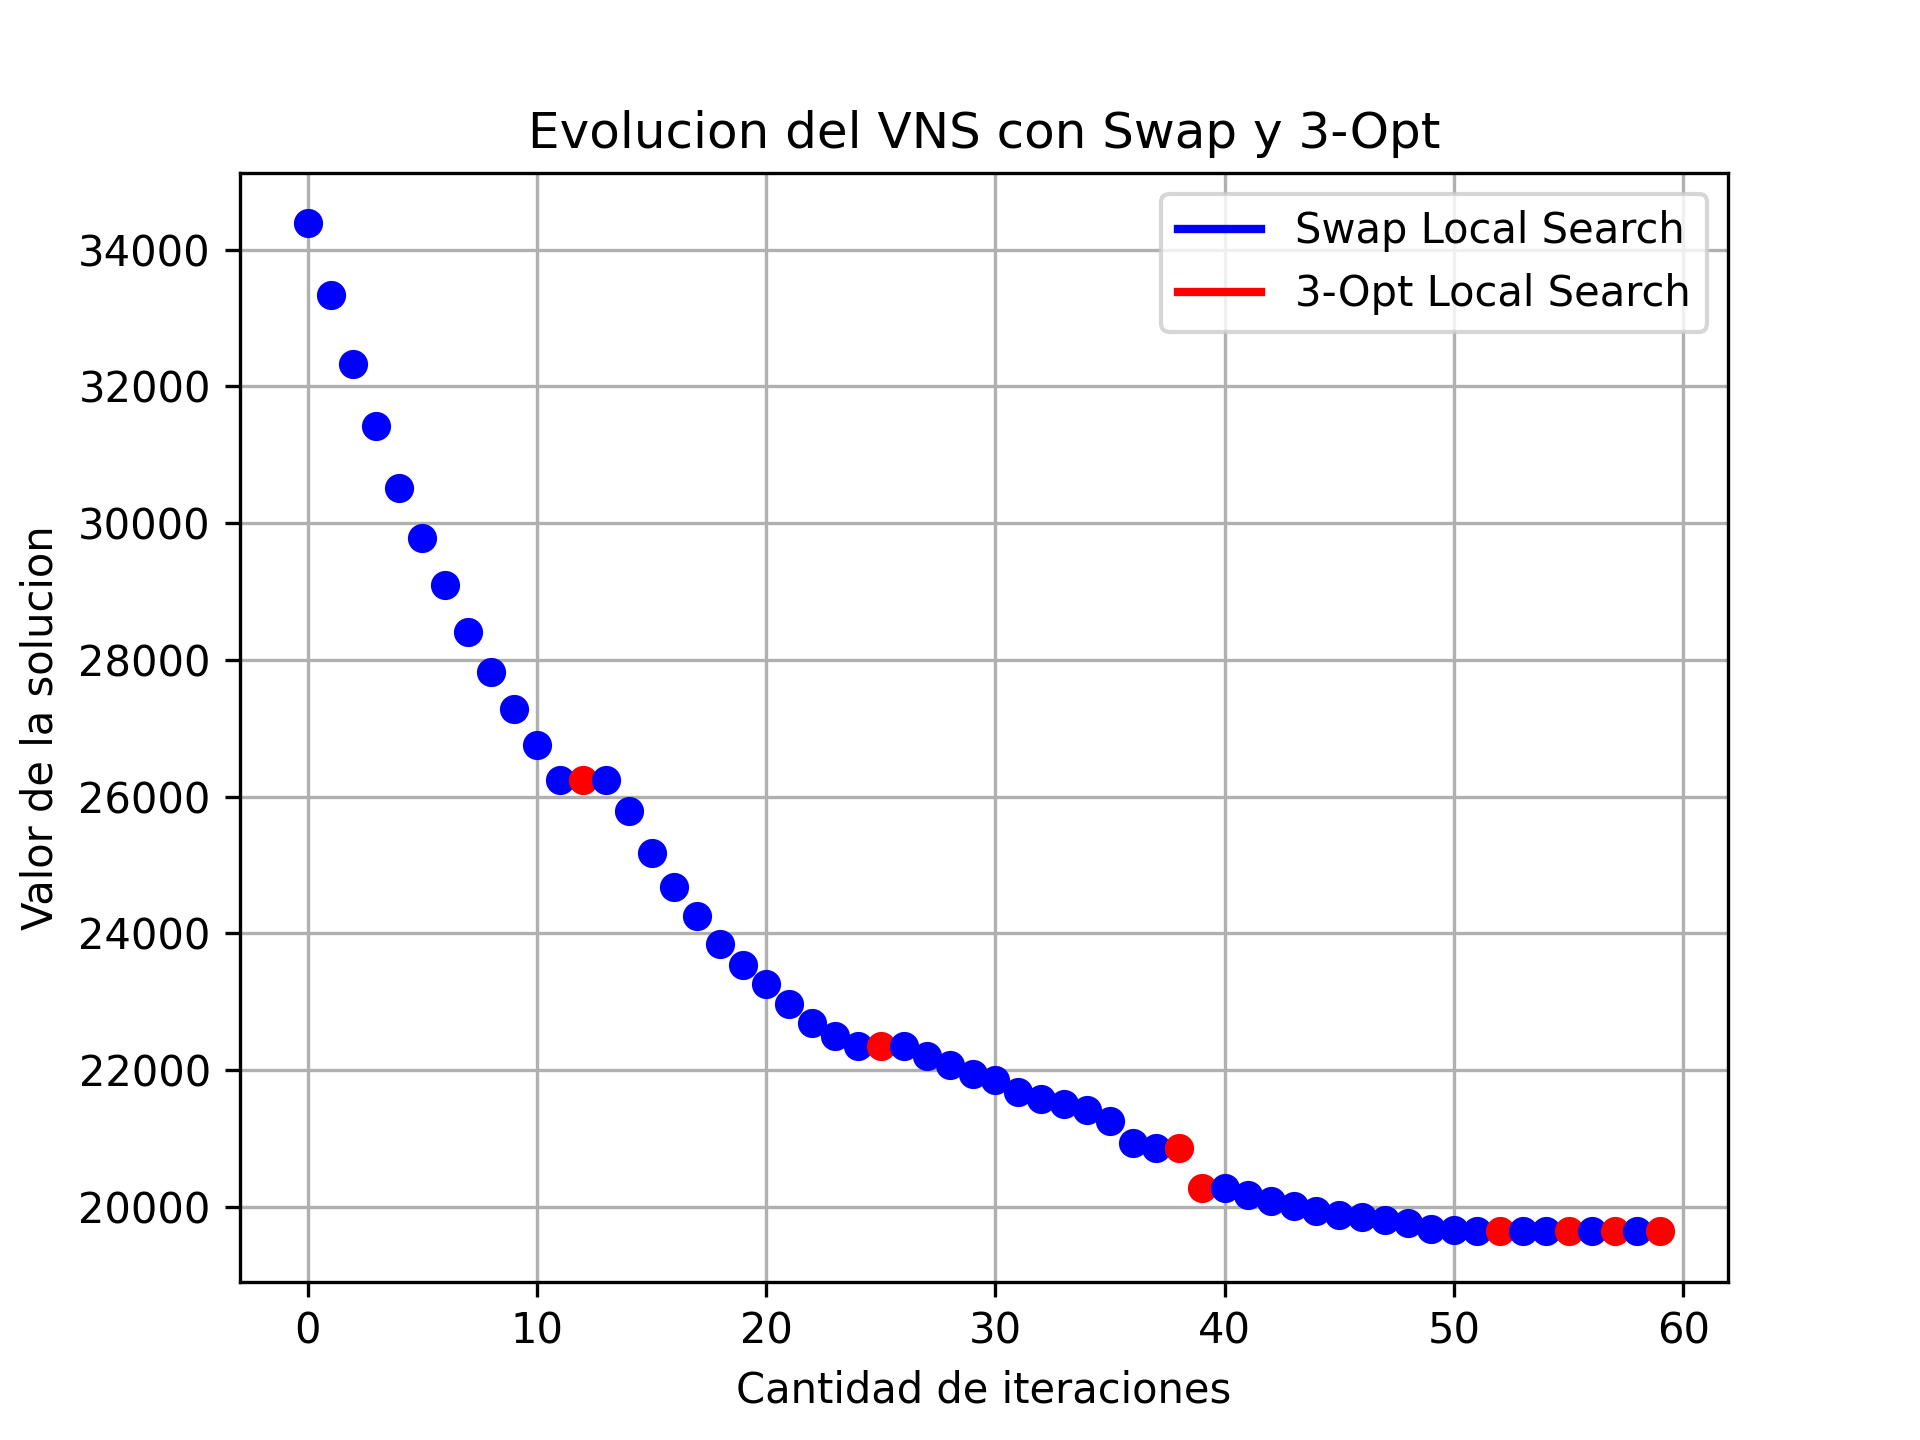 Evolucion del VNS con Swap y 3-Opt
Swap Local Search
3-Opt Local Search
Valor de la solucion
34000
32000
30000
28000
26000
24000
22000
20000
0 10 20 30 40 50 60
Cantidad de iteraciones